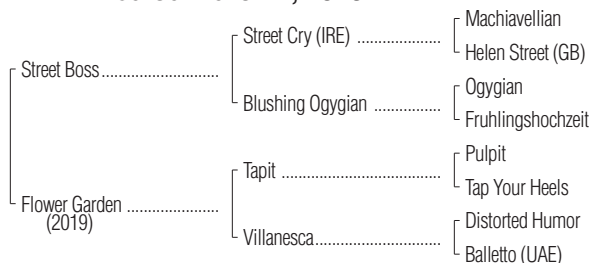 Machiavellian
Street Cry (IRE) ..................
Helen Street (GB)
Street Boss..........................
Ogygian
Blushing Ogygian ...............
Fruhlingshochzeit
Pulpit
Tapit ....................................
Tap Your Heels
Flower Garden ....................
(2019)
Distorted Humor
Villanesca...........................
Balletto (UAE)